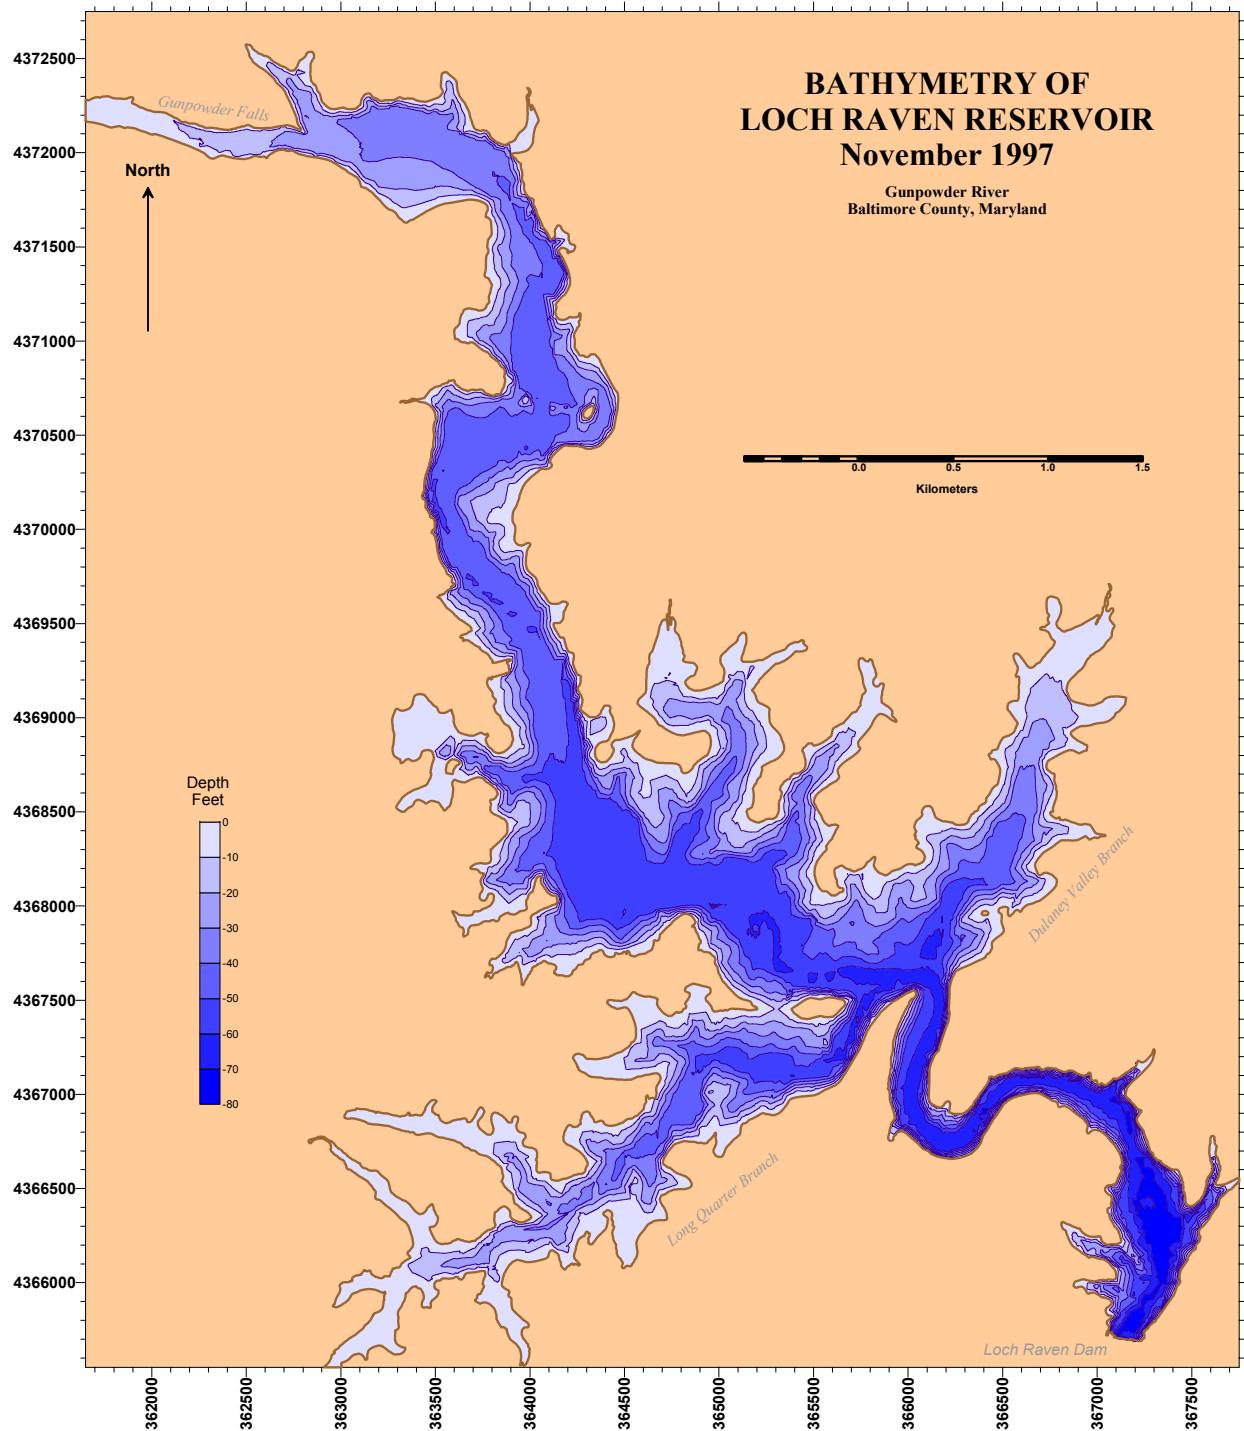 BATHYMETRY OF
LOCH RAVEN RESERVOIR
November 1997
Gunpowder River
Baltimore County, Maryland
Gunpowder Falls
North
4372500
4372000
4371500
4371000
4370500
4370000
4369500
4369000
4368500
4368000
4367500
4367000
4366500
4366000
0.0 0.5 1.0 1.5
Kilometers
Depth
Feet
0
-10
-20
-30
-40
-50
-60
-70
-80
Dulaney Valley Branch
Long Quarter Branch
Loch Raven Dam
362000
362500
363000
363500
364000
364500
365000
365500
366000
366500
367000
367500